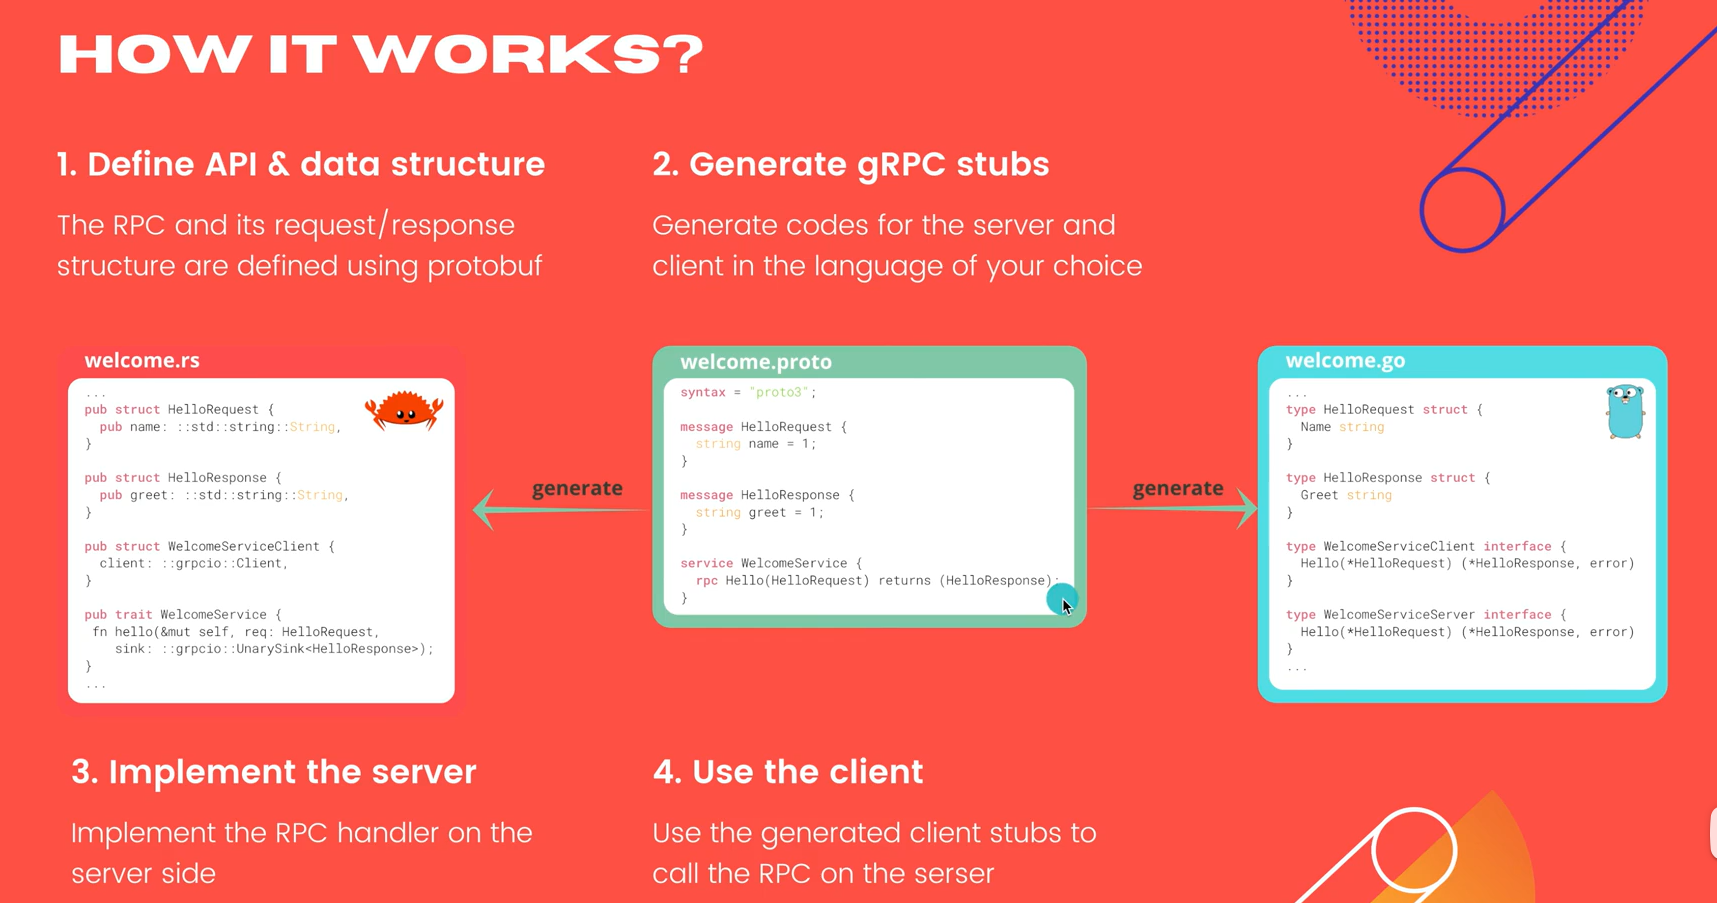 HOW IT WORKS?
1. Define API & data structure
The RPC and its request/response
structure are defined using protobuf
2. Generate gRPC stubs
Generate codes for the server and
client in the language of your choice
welcome.rs
...
pub struct HelloRequest {
  pub name: ::std::string::String,
}

pub struct HelloResponse {
  pub greet: ::std::string::String,
}

pub struct WelcomeServiceClient {
  client: ::grpcio::Client,
}

pub trait WelcomeService {
 fn hello(&mut self, req: HelloRequest,
    sink: ::grpcio::UnarySink<HelloResponse>);
}
...
generate
welcome.proto
syntax = "proto3";

message HelloRequest {
  string name = 1;
}

message HelloResponse {
  string greet = 1;
}

service WelcomeService {
  rpc Hello(HelloRequest) returns (HelloResponse);
}
generate
welcome.go
...
type HelloRequest struct {
  Name string
}

type HelloResponse struct {
  Greet string
}

type WelcomeServiceClient interface {
  Hello(*HelloRequest) (*HelloResponse, error)
}

type WelcomeServiceServer interface {
  Hello(*HelloRequest) (*HelloResponse, error)
}
...
3. Implement the server
Implement the RPC handler on the
server side
4. Use the client
Use the generated client stubs to
call the RPC on the serser